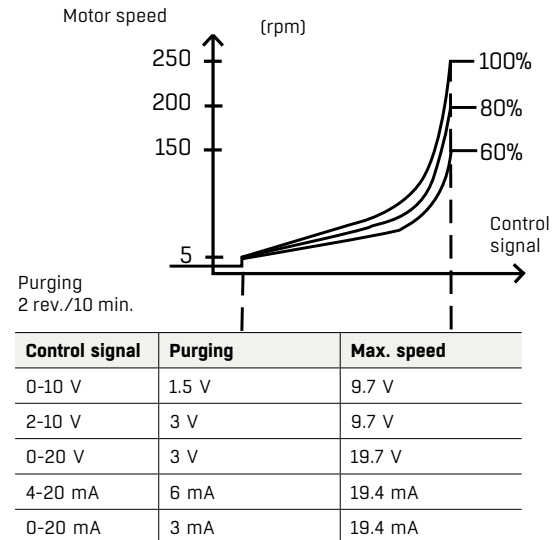 Motor speed
(rpm)
250
100%
200
80%
150
60%
Control
signal
5
Purging
2 rev./10 min.
Control signal Purging Max. speed
0-10 V 1.5 V 9.7 V
2-10 V 3 V 9.7 V
0-20 V 3 V 19.7 V
4-20 mA 6 mA 19.4 mA
0-20 mA 3 mA 19.4 mA